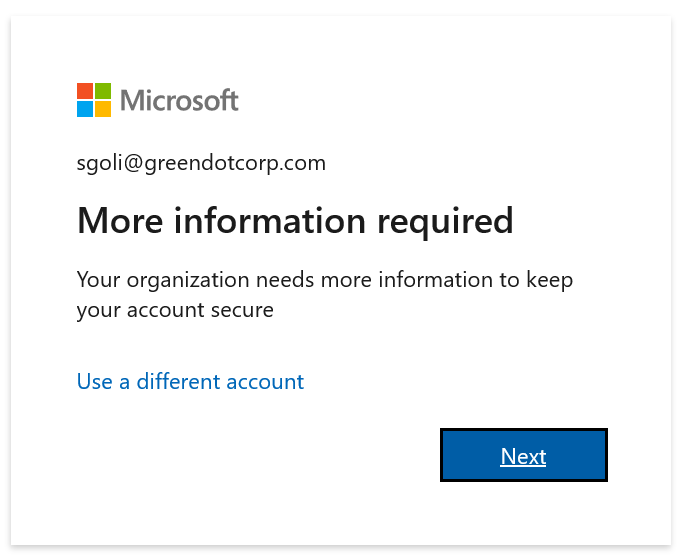 Microsoft
sgoli@greendotcorp.com
More information required
Your organization needs more information to keep
your account secure
Use a different account
Next